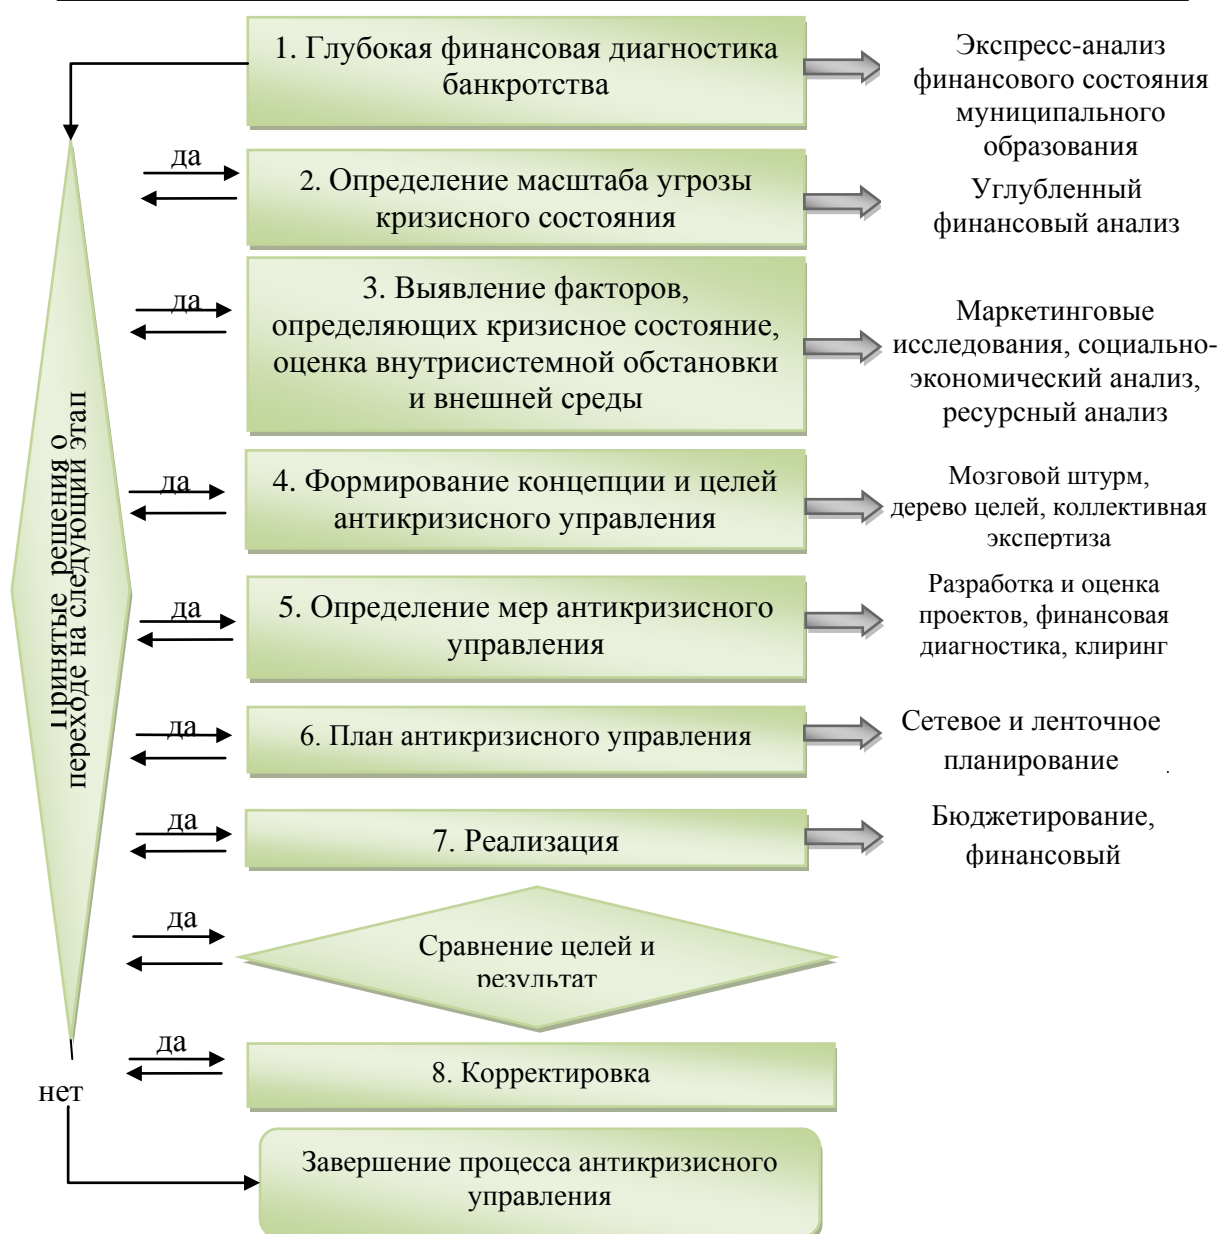 1. Глубокая финансовая диагностика
банкротства
Экспресс-анализ
финансового состояния
муниципального
образования
да
2. Определение масштаба угрозы
кризисного состояния
Углубленный
финансовый анализ
да
3. Выявление факторов,
определяющих кризисное состояние,
оценка внутрисистемной обстановки
и внешней среды
Маркетинговые
исследования, социально-
экономический анализ,
ресурсный анализ
Принятые решения о
переходе на следующий этап
да
4. Формирование концепции и целей
антикризисного управления
Мозговой штурм,
дерево целей, коллективная
экспертиза
да
5. Определение мер антикризисного
управления
Разработка и оценка
проектов, финансовая
диагностика, клиринг
да
6. План антикризисного управления
Сетевое и ленточное
планирование
да
7. Реализация
Бюджетирование,
финансовый
да
Сравнение целей и
результат
да
8. Корректировка
нет
Завершение процесса антикризисного
управления